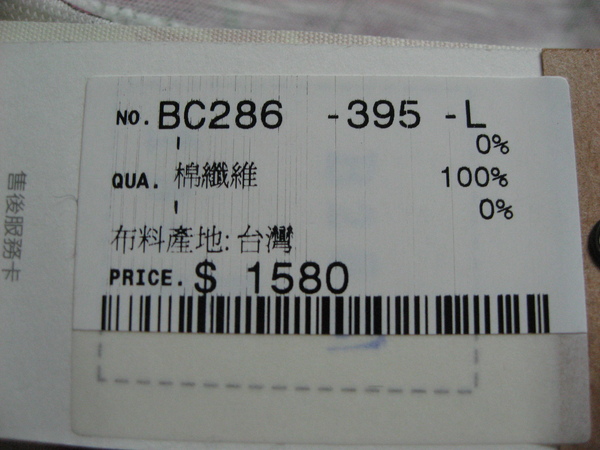 NO. BC286 -395 -L
0%
QUA. 棉纖維 100%
0%
布料產地: 台灣
PRICE. $ 1580
售後服務卡